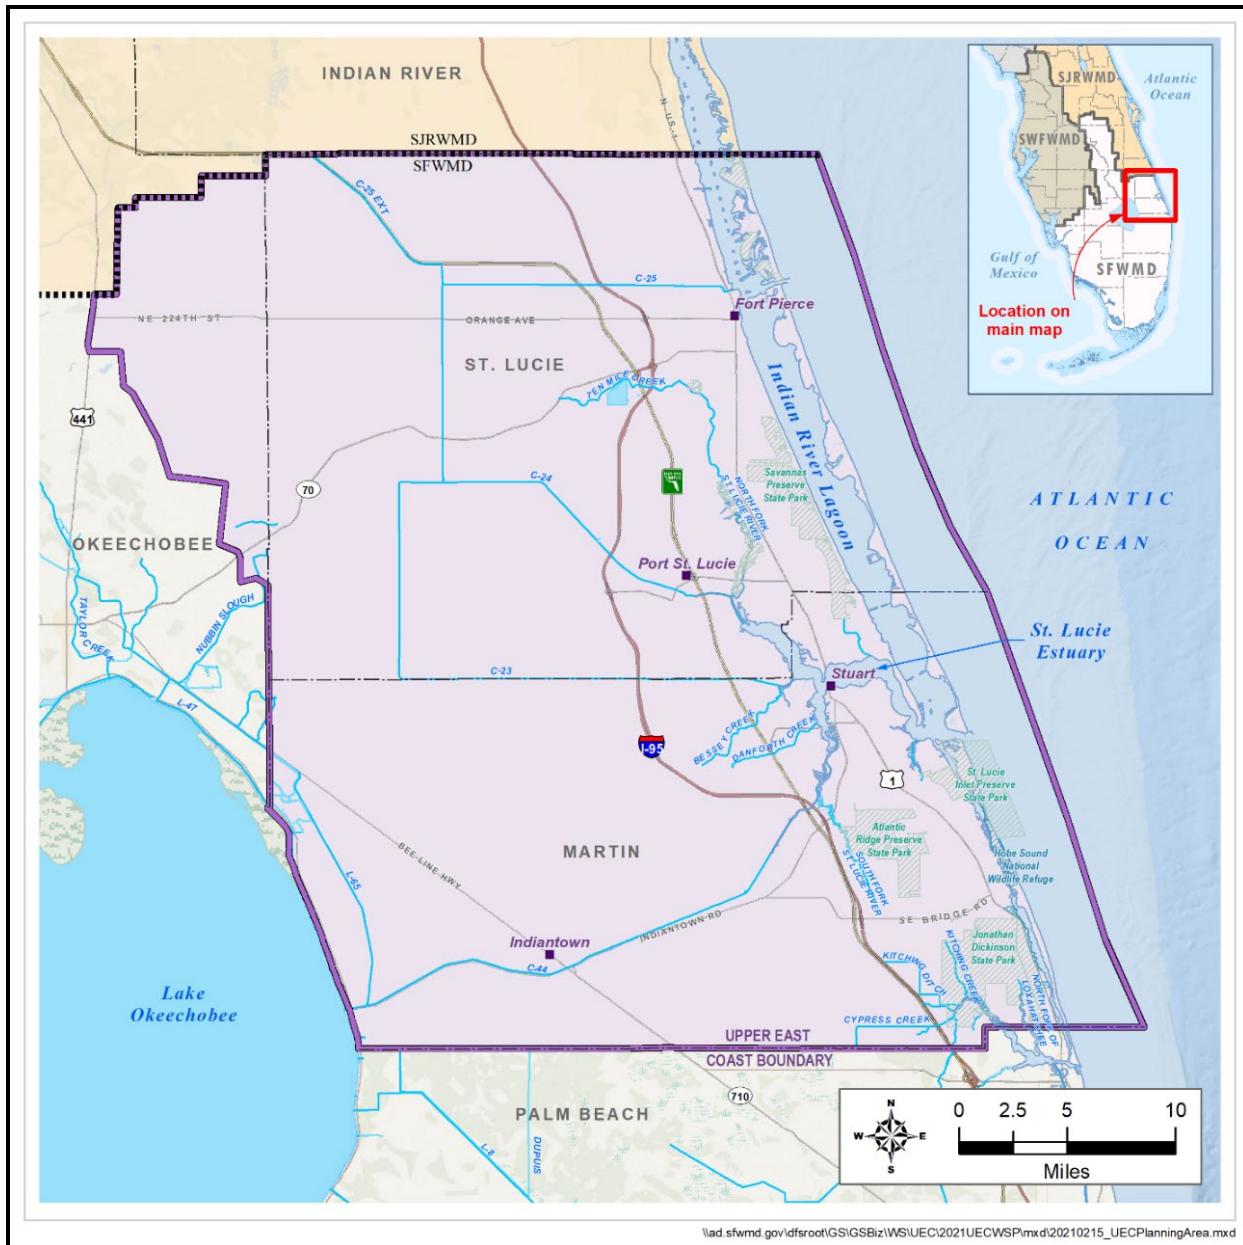 INDIAN RIVER
N US-1
SJRWMD
SFWMD
C-25 EXT
C-25
Fort Pierce
NE 224TH ST
ORANGE AVE
ST. LUCIE
TEN MILE CREEK
441
70
C-24
Indian River Lagoon
Savannas
Preserve
State Park
NORTH FORK
ST. LUCIE RIVER
OKEECHOBEE
Port St. Lucie
TAYLOR CREEK
NUBBIN SLOUGH
L-47
C-23
Stuart
St. Lucie
Estuary
ATLANTIC
OCEAN
BESSEY CREEK
DANFORTH CREEK
I-95
1
St. Lucie
Inlet Preserve
State Park
Atlantic
Ridge Preserve
State Park
Hobe Sound
National
Wildlife Refuge
MARTIN
BEE LINE HWY
L-65
SOUTH FORK
ST. LUCIE RIVER
SE BRIDGE RD
INDIANTOWN RD
Indiantown
C-44
Jonathan
Dickinson
State Park
KITCHING DITCH
KITCHING CREEK
CYPRESS CREEK
NORTH FORK OF
LOXAHATCHEE
Lake
Okeechobee
UPPER EAST
COAST BOUNDARY
PALM BEACH
710
L-8
DUPUIS
SJRWMD
SWFWMD
Atlantic
Ocean
Gulf of
Mexico
SFWMD
Location on
main map
N
W E
S
0 2.5 5 10
Miles
\\ad.sfwmd.gov\dfsroot\GS\GSBiz\WS\UEC\2021UECWSP\mxd\20210215_UECPlanningArea.mxd